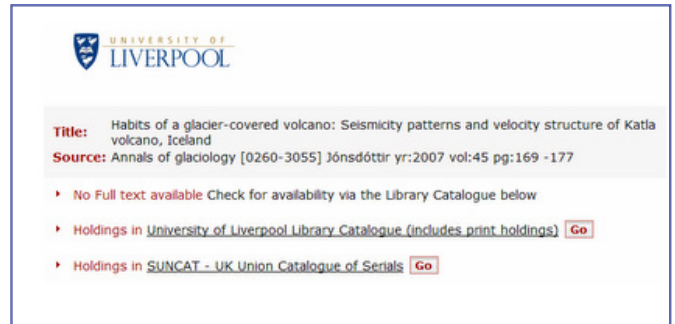 UNIVERSITY OF
LIVERPOOL
Title: Habits of a glacier-covered volcano: Seismicity patterns and velocity structure of Katla
volcano, Iceland
Source: Annals of glaciology [0260-3055] Jónsdóttir yr:2007 vol:45 pg:169 -177
No Full text available Check for availability via the Library Catalogue below
Holdings in University of Liverpool Library Catalogue (includes print holdings) Go
Holdings in SUNCAT - UK Union Catalogue of Serials Go